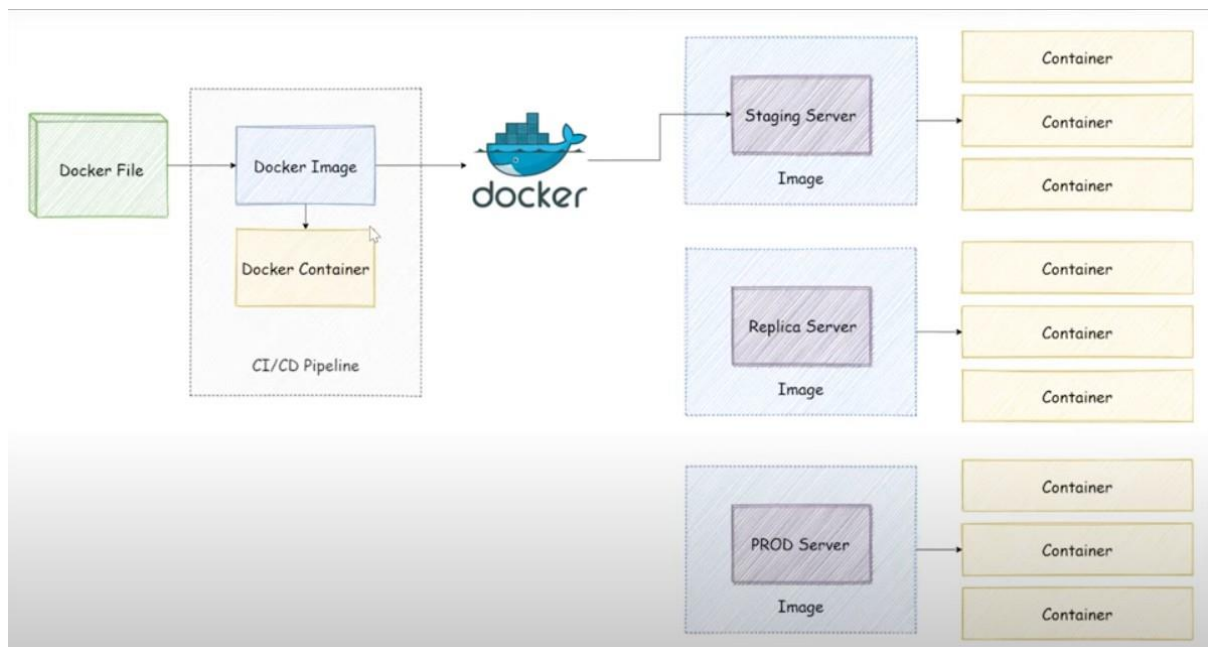 Docker File
Docker Image
Docker Container
CI/CD Pipeline
docker
Staging Server
Image
Container
Container
Container
Replica Server
Image
Container
Container
Container
PROD Server
Image
Container
Container
Container